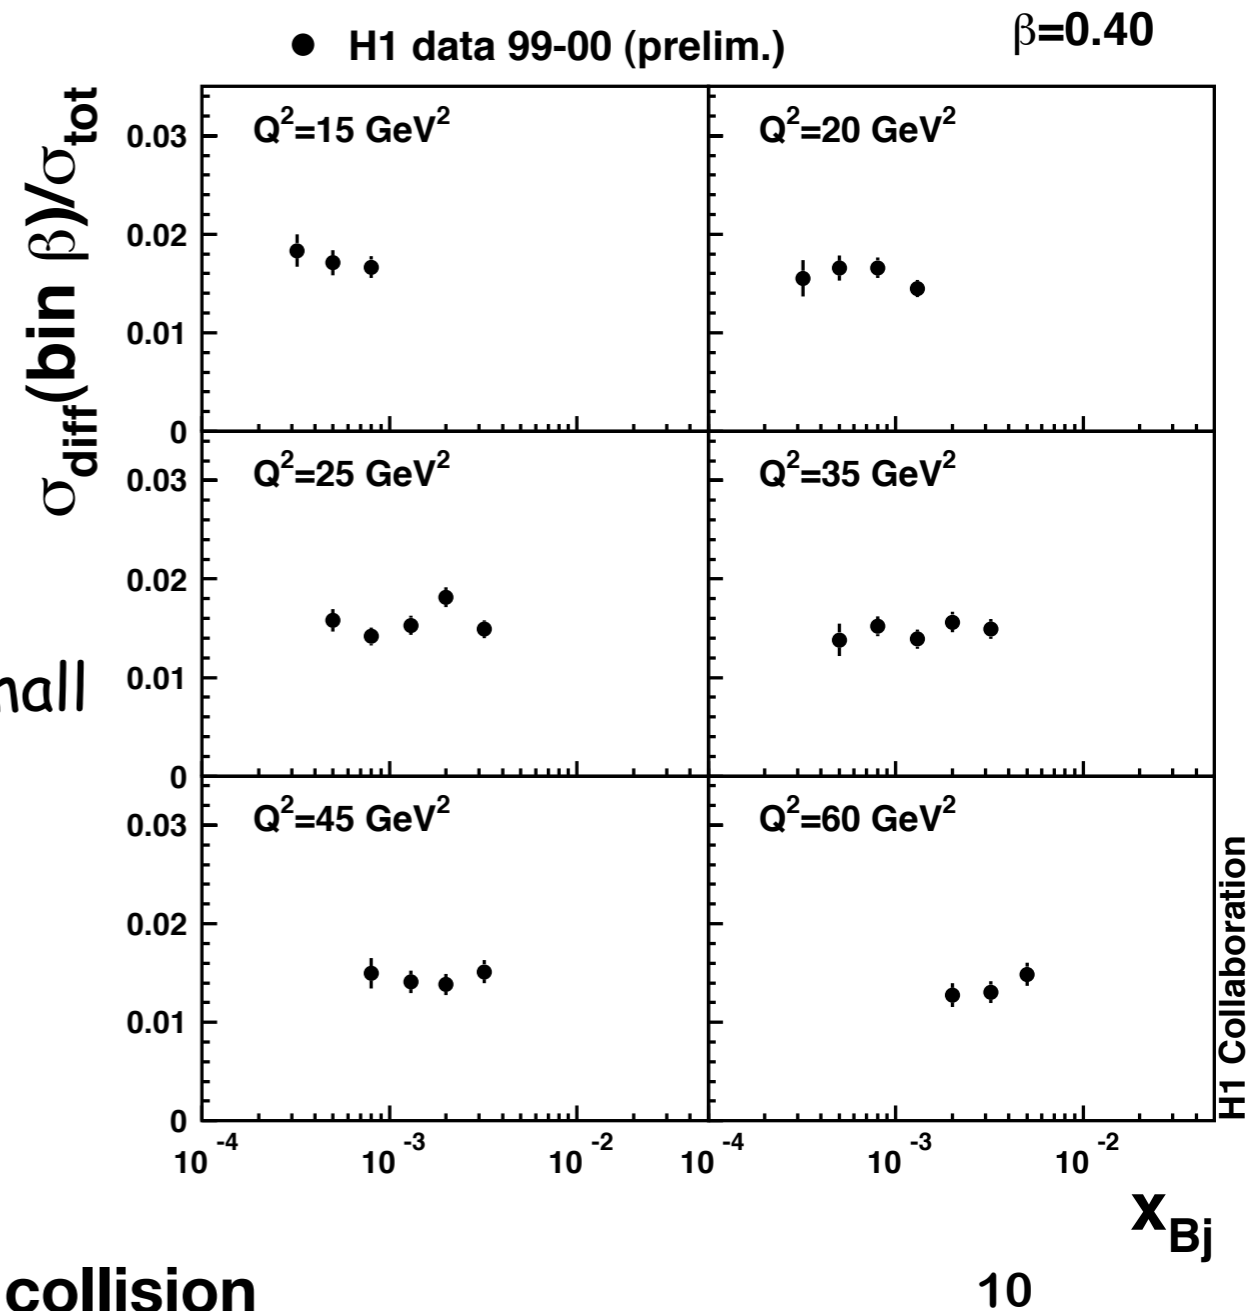 H1 data 99-00 (prelim.)
β=0.40
σdiff(bin β)/σtot
Q²=15 GeV²
Q²=20 GeV²
0.03
0.02
0.01
0
Q²=25 GeV²
Q²=35 GeV²
0.03
0.02
0.01
0
Q²=45 GeV²
Q²=60 GeV²
0.03
0.02
0.01
0
10⁻⁴
10⁻³
10⁻²
10⁻⁴
10⁻³
10⁻²
xBj
H1 Collaboration
collision
10